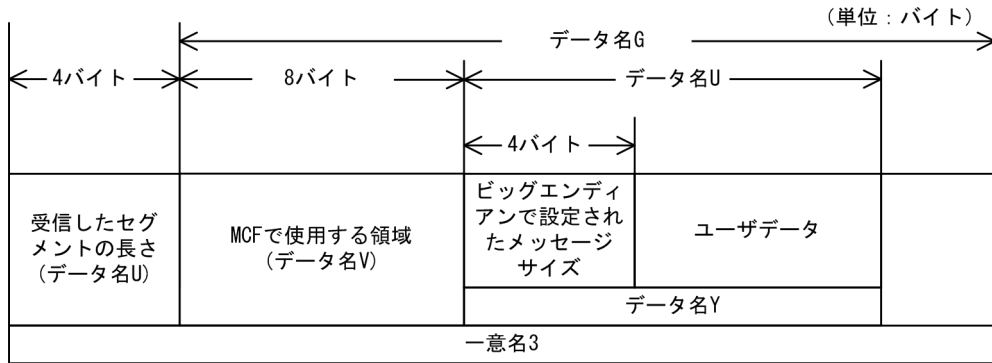 (単位:バイト)
データ名G
4バイト
8バイト
データ名U
4バイト
受信したセグ
メントの長さ
(データ名U)
MCFで使用する領域
(データ名V)
ビッグエンディ
アンで設定され
たメッセージ
サイズ
ユーザデータ
データ名Y
一意名3